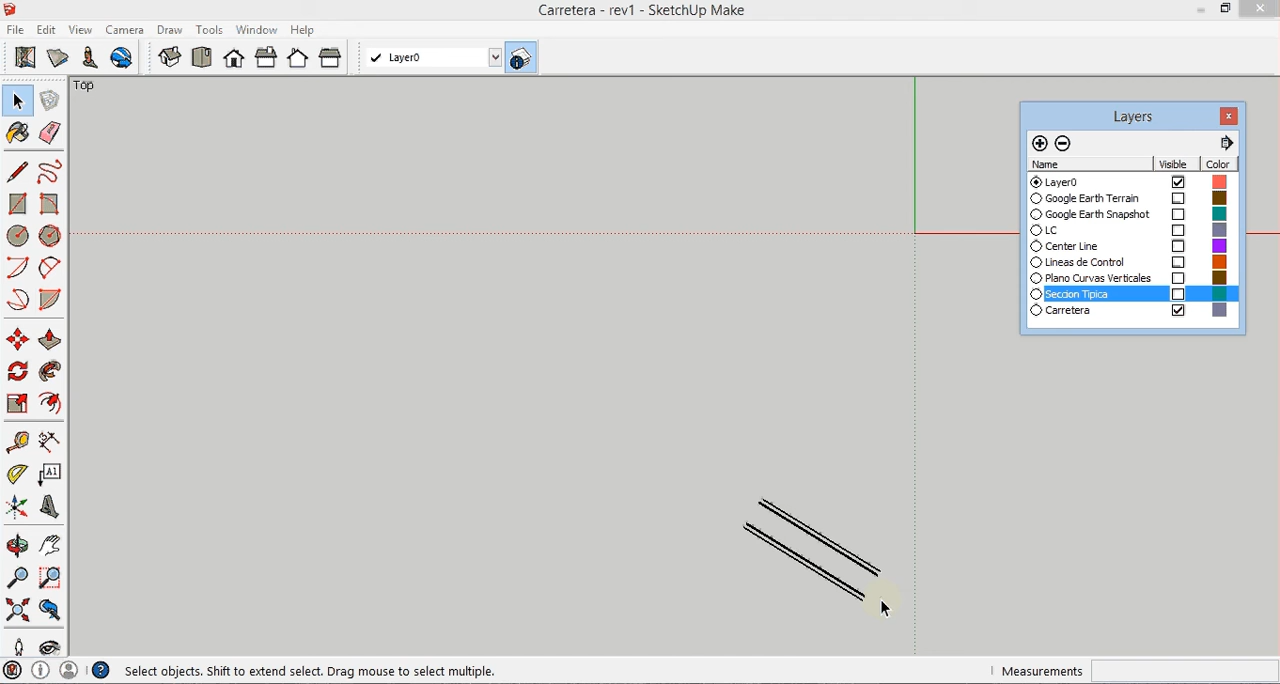 Carretera - rev1 - SketchUp Make
File Edit View Camera Draw Tools Window Help
Layer0
Top
Layers
Name Visible Color
Layer0
Google Earth Terrain
Google Earth Snapshot
LC
Center Line
Lineas de Control
Plano Curvas Verticales
Seccion Tipica
Carretera
A1
Select objects. Shift to extend select. Drag mouse to select multiple.
Measurements